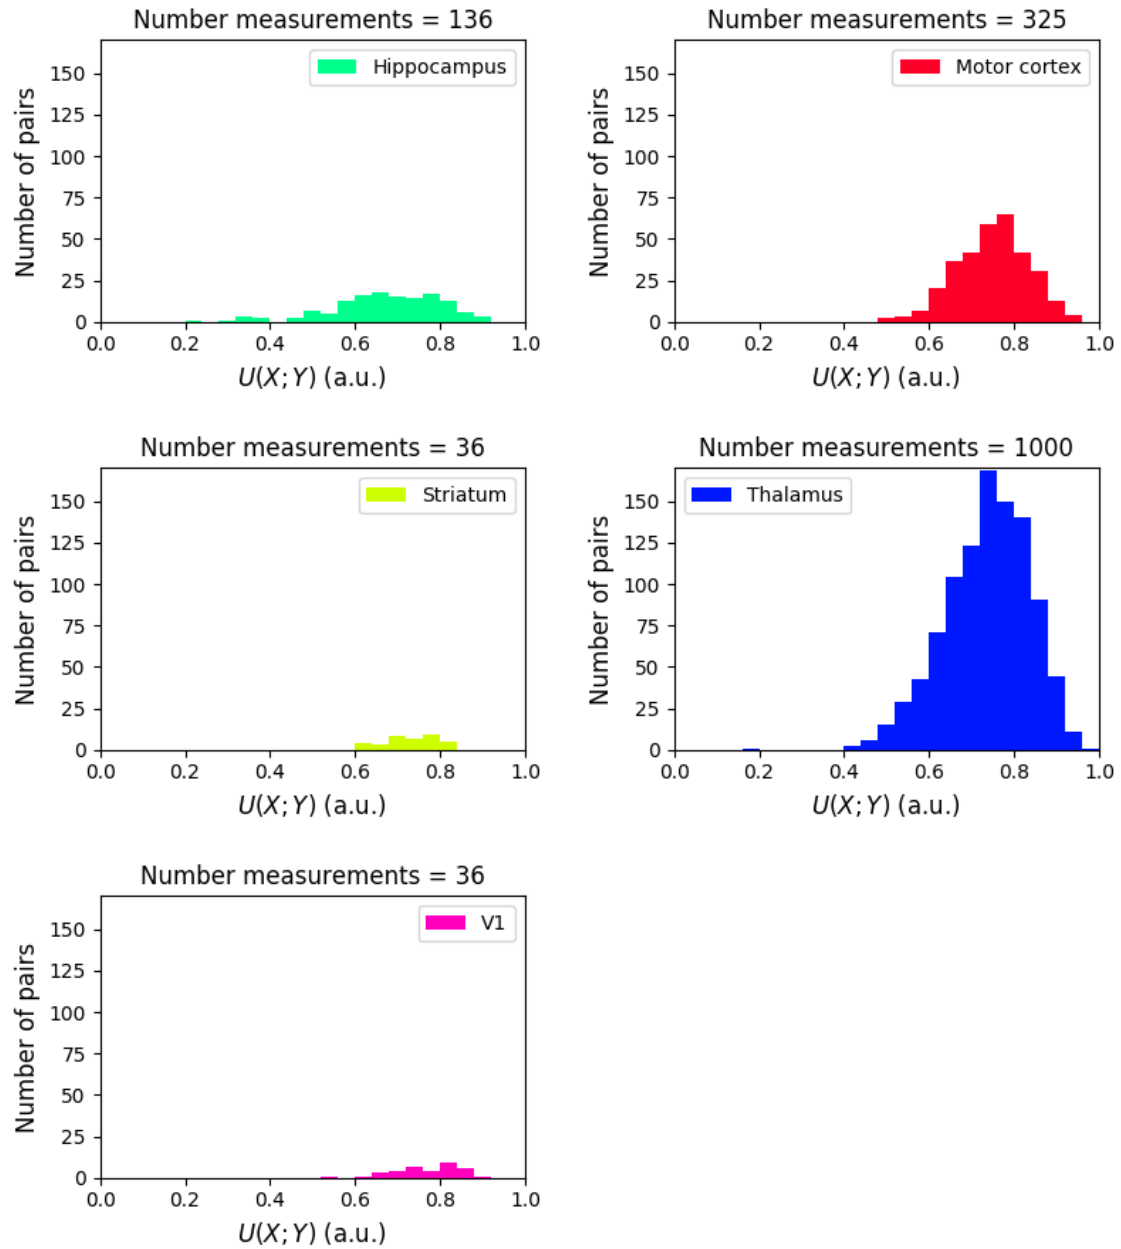 Number measurements = 136
Hippocampus
150
125
100
75
50
25
0
Number of pairs
0.0 0.2 0.4 0.6 0.8 1.0
U(X; Y) (a.u.)
Number measurements = 325
Motor cortex
150
125
100
75
50
25
0
Number of pairs
0.0 0.2 0.4 0.6 0.8 1.0
U(X; Y) (a.u.)
Number measurements = 36
Striatum
150
125
100
75
50
25
0
Number of pairs
0.0 0.2 0.4 0.6 0.8 1.0
U(X; Y) (a.u.)
Number measurements = 1000
Thalamus
150
125
100
75
50
25
0
Number of pairs
0.0 0.2 0.4 0.6 0.8 1.0
U(X; Y) (a.u.)
Number measurements = 36
V1
150
125
100
75
50
25
0
Number of pairs
0.0 0.2 0.4 0.6 0.8 1.0
U(X; Y) (a.u.)